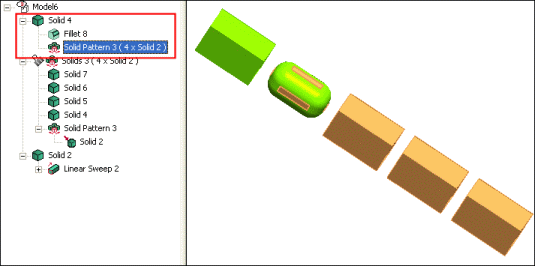 Model6
Solid 4
Fillet 8
Solid Pattern 3 ( 4 x Solid 2 )
Solids 3 ( 4 x Solid 2 )
Solid 7
Solid 6
Solid 5
Solid 4
Solid Pattern 3
Solid 2
Solid 2
Linear Sweep 2